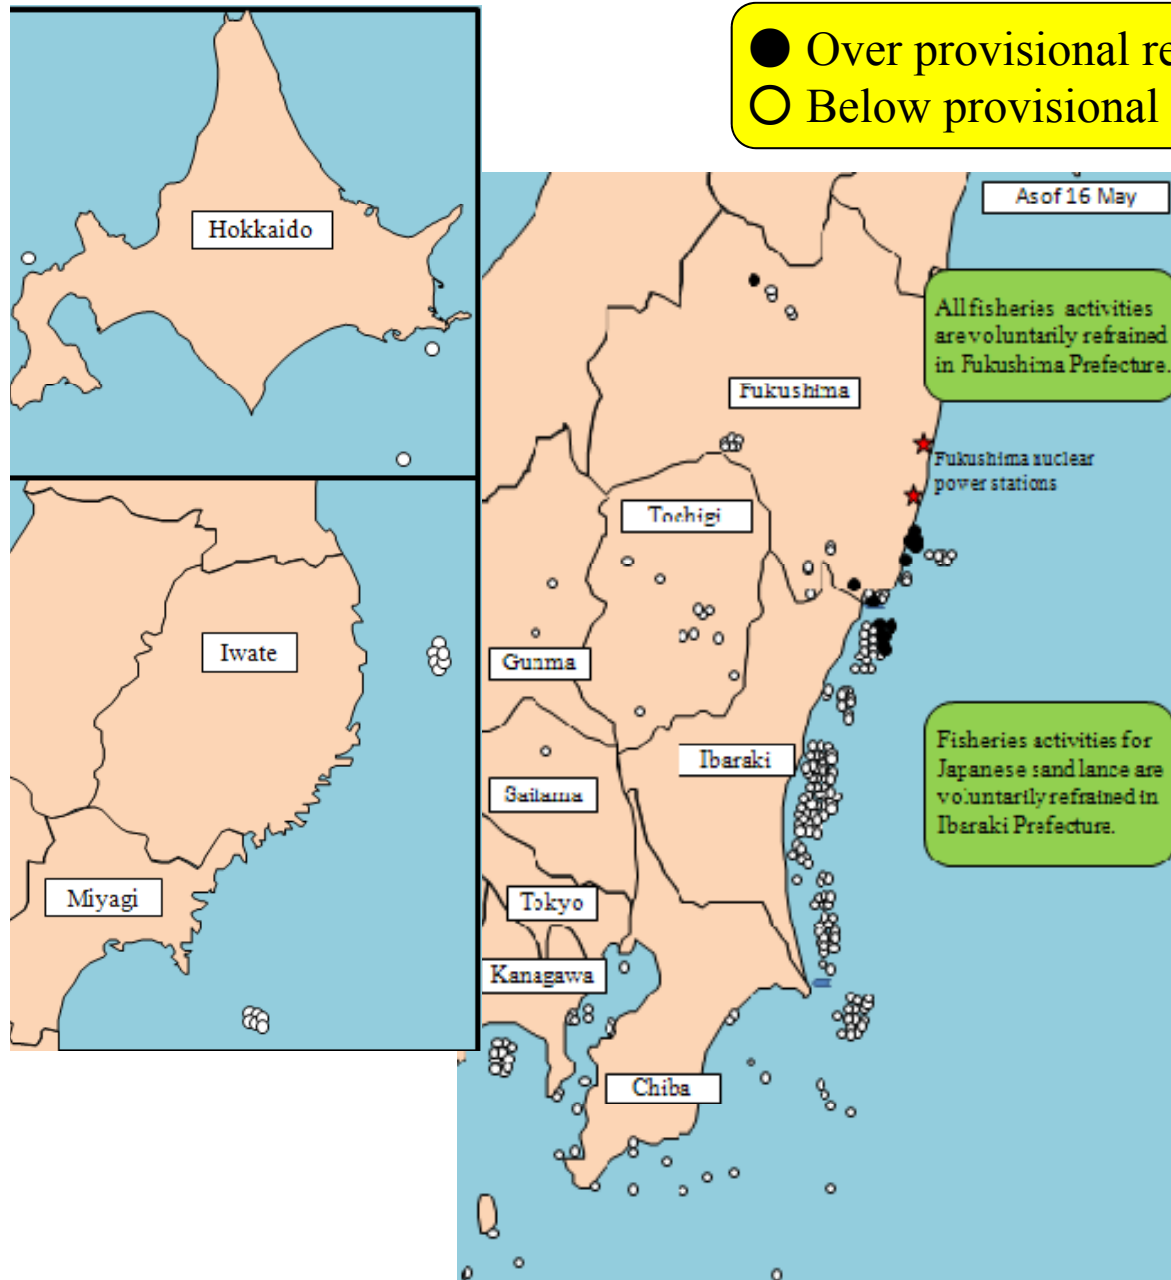 Over provisional re
Below provisional
As of 16 May
Hokkaido
All fisheries activities
are voluntarily refrained
in Fukushima Prefecture.
Fukushima
Fukushima nuclear
power stations
Tochigi
Iwate
Gunma
Ibaraki
Fisheries activities for
Japanese sand lance are
voluntarily refrained in
Ibaraki Prefecture.
Saitama
Miyagi
Tokyo
Kanagawa
Chiba